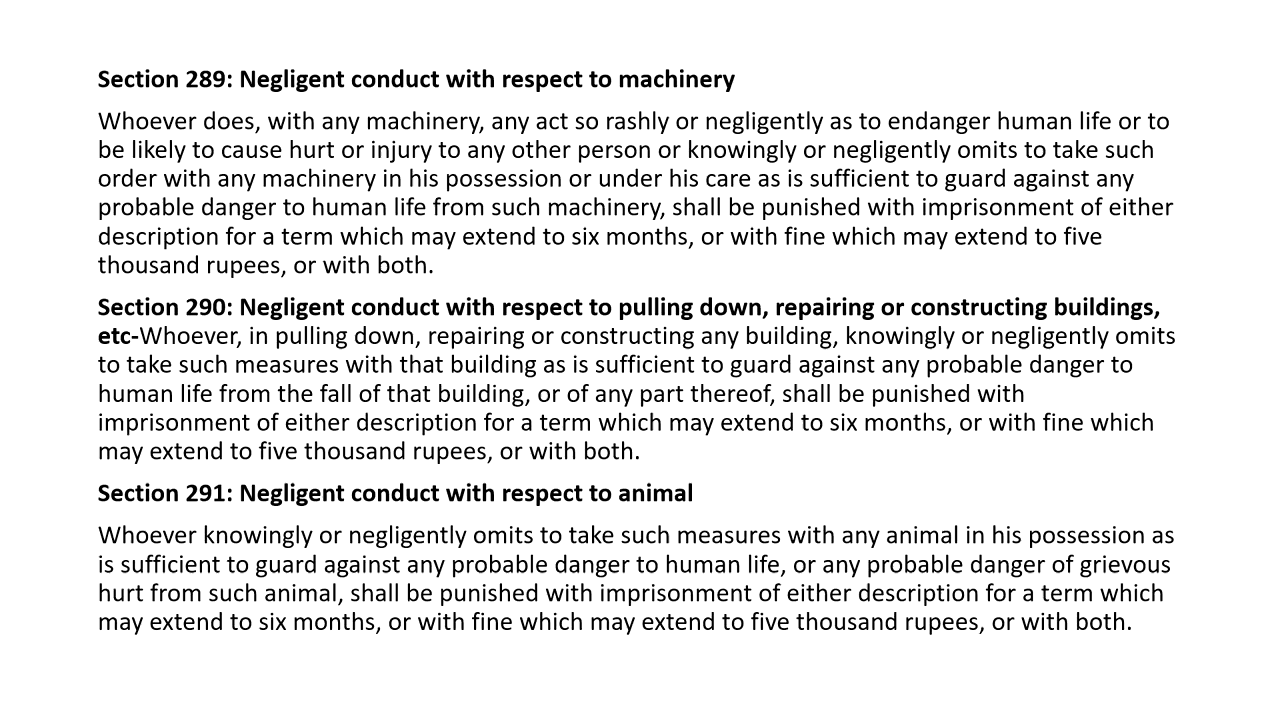 Section 289: Negligent conduct with respect to machinery
Whoever does, with any machinery, any act so rashly or negligently as to endanger human life or to
be likely to cause hurt or injury to any other person or knowingly or negligently omits to take such
order with any machinery in his possession or under his care as is sufficient to guard against any
probable danger to human life from such machinery, shall be punished with imprisonment of either
description for a term which may extend to six months, or with fine which may extend to five
thousand rupees, or with both.
Section 290: Negligent conduct with respect to pulling down, repairing or constructing buildings,
etc-Whoever, in pulling down, repairing or constructing any building, knowingly or negligently omits
to take such measures with that building as is sufficient to guard against any probable danger to
human life from the fall of that building, or of any part thereof, shall be punished with
imprisonment of either description for a term which may extend to six months, or with fine which
may extend to five thousand rupees, or with both.
Section 291: Negligent conduct with respect to animal
Whoever knowingly or negligently omits to take such measures with any animal in his possession as
is sufficient to guard against any probable danger to human life, or any probable danger of grievous
hurt from such animal, shall be punished with imprisonment of either description for a term which
may extend to six months, or with fine which may extend to five thousand rupees, or with both.